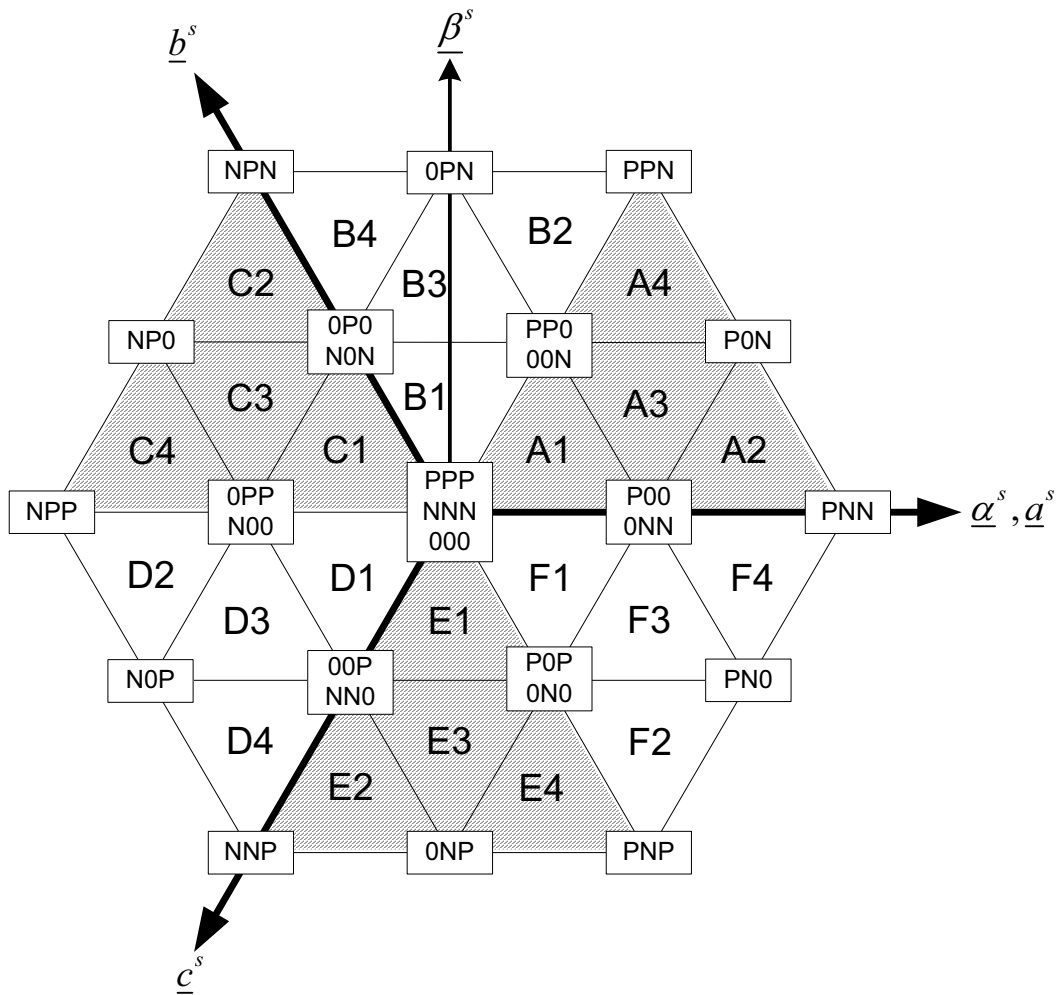 b^s
β^s
NPN
0PN
PPN
B4
B2
C2
B3
A4
NP0
0P0
N0N
PP0
00N
P0N
C3
B1
A3
C4
C1
A1
A2
NPP
0PP
N00
PPP
NNN
000
P00
0NN
PNN
α^s, a^s
D2
D1
F1
F4
D3
E1
F3
N0P
00P
NN0
P0P
0N0
PN0
D4
E3
F2
E2
E4
NNP
0NP
PNP
c^s